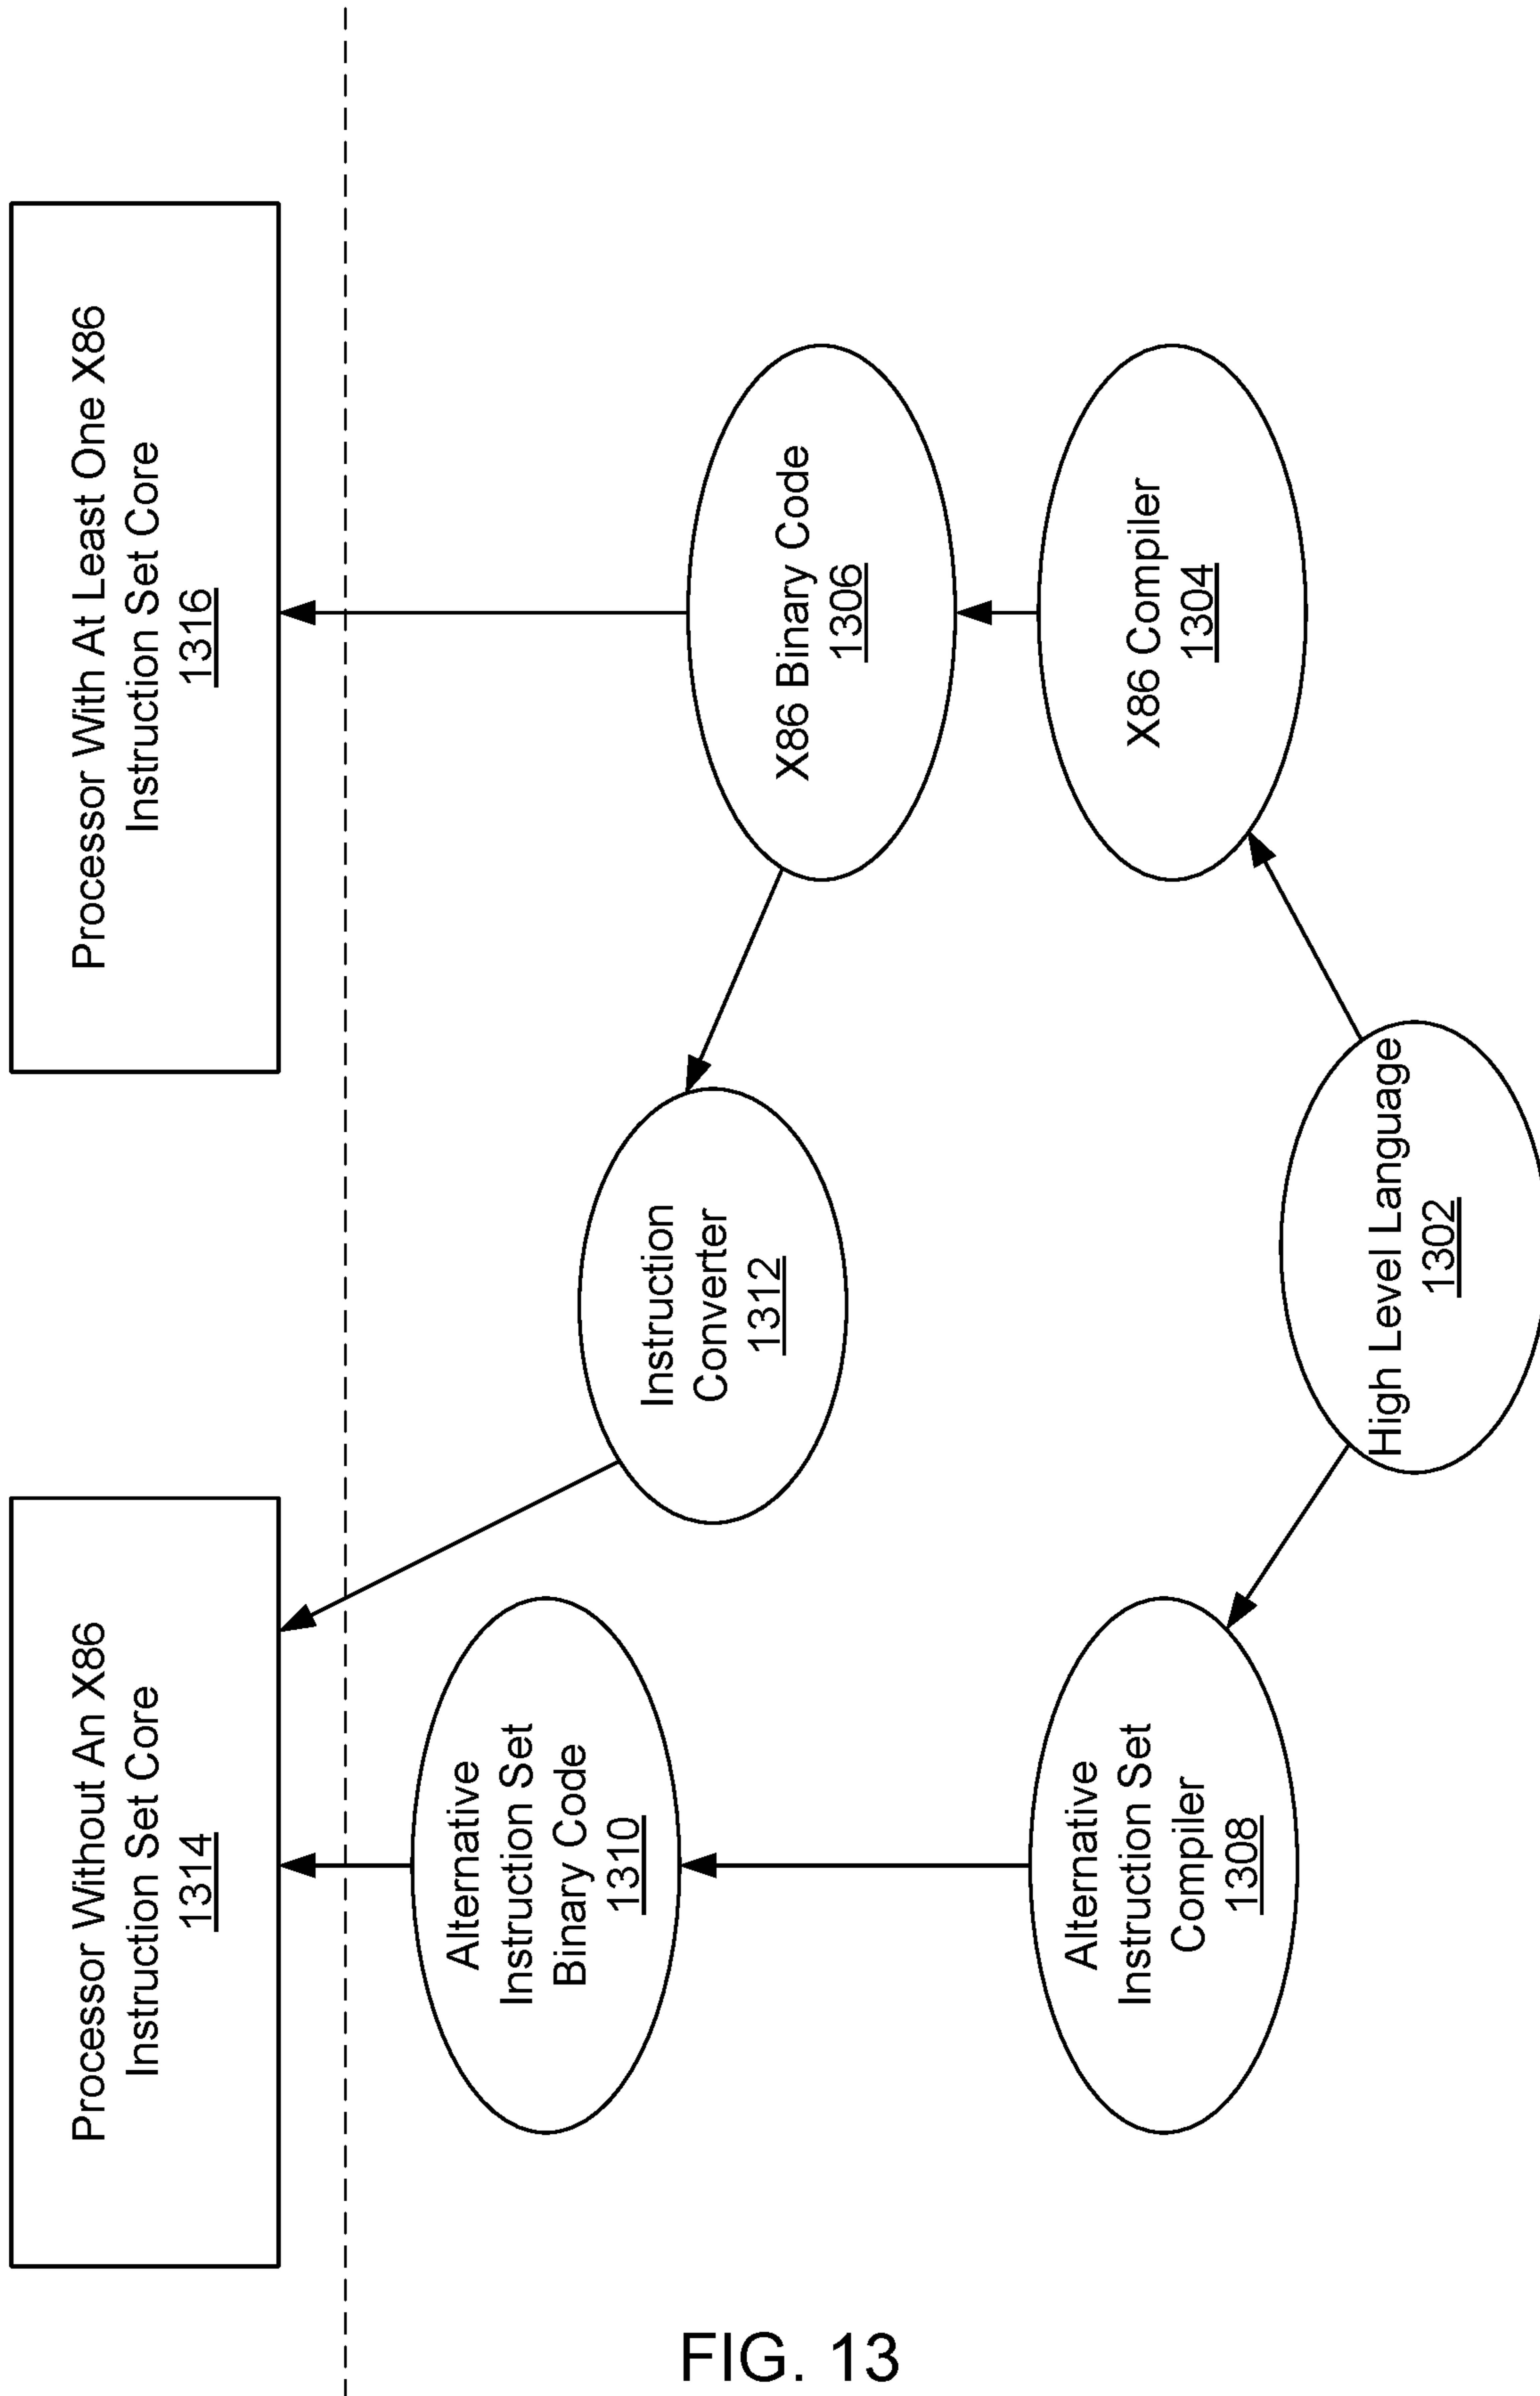 Processor Without An X86
Instruction Set Core
1314
Processor With At Least One X86
Instruction Set Core
1316
Alternative
Instruction Set
Binary Code
1310
Instruction
Converter
1312
X86 Binary Code
1306
Alternative
Instruction Set
Compiler
1308
X86 Compiler
1304
High Level Language
1302
FIG. 13